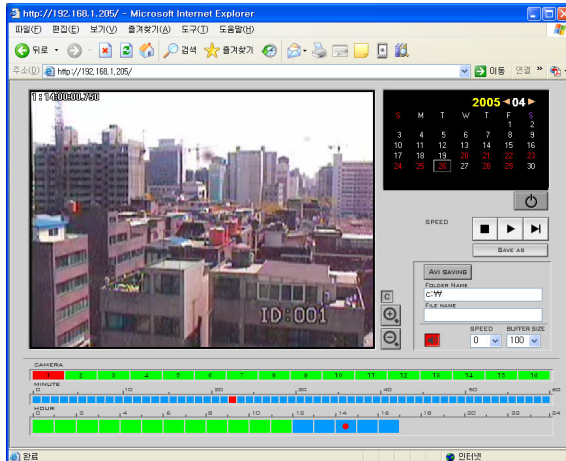 http://192.168.1.205/ - Microsoft Internet Explorer
파일(F) 편집(E) 보기(V) 즐겨찾기(A) 도구(T) 도움말(H)
뒤로 검색 즐겨찾기
주소(D) http://192.168.1.205/ 이동 연결 »
1 : 14:00:00.750
2005 04
S M T W T F S
1 2
3 4 5 6 7 8 9
10 11 12 13 14 15 16
17 18 19 20 21 22 23
24 25 26 27 28 29 30
SPEED
SAVE AS
AVI SAVING
FOLDER NAME
c:\\
FILE NAME
ID:001
C
SPEED BUFFER SIZE
0 100
CAMERA
1 2 3 4 5 6 7 8 9 10 11 12 13 14 15 16
MINUTE
0 10 20 30 40 50 60
HOUR
0 2 4 6 8 10 12 14 16 18 20 22 24
완료 인터넷